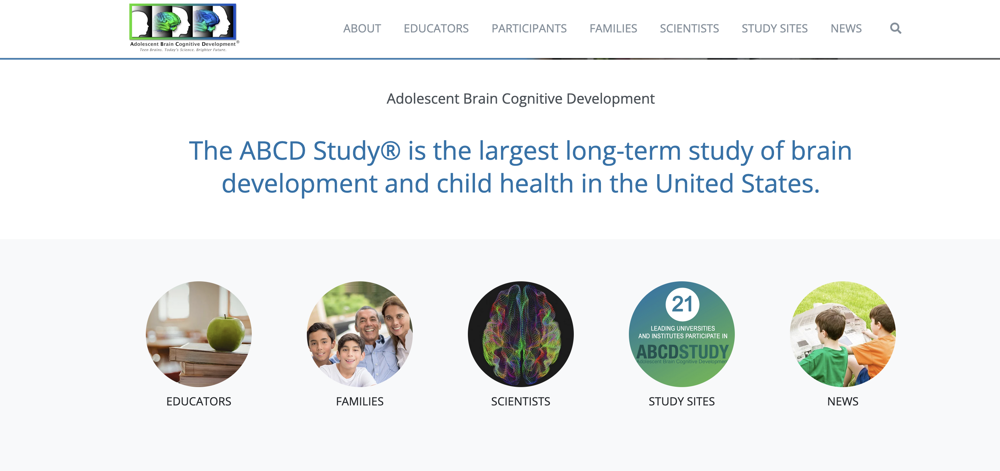 Adolescent Brain Cognitive Development®
Teen Brains. Today's Science. Brighter Future.
ABOUT EDUCATORS PARTICIPANTS FAMILIES SCIENTISTS STUDY SITES NEWS
Adolescent Brain Cognitive Development
The ABCD Study® is the largest long-term study of brain
development and child health in the United States.
21
LEADING UNIVERSITIES
AND INSTITUTES PARTICIPATE IN
ABCDSTUDY
Adolescent Brain Cognitive Developmen
EDUCATORS FAMILIES SCIENTISTS STUDY SITES NEWS